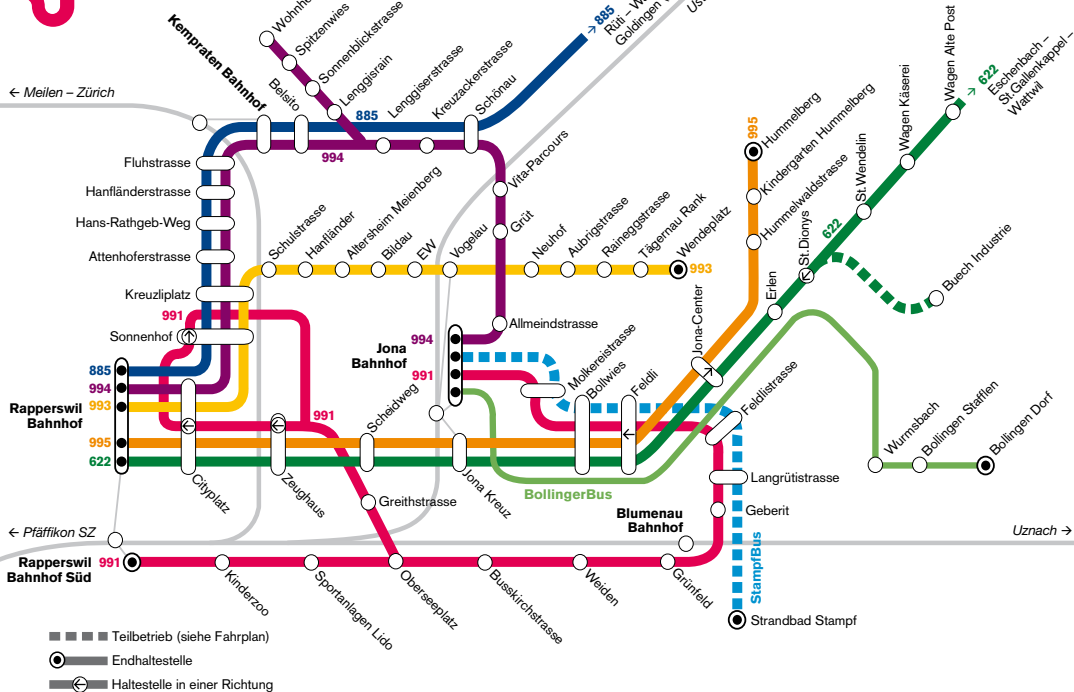 Wohnh
Spitzenwies
Sonnenblickstrasse
Lenggisrain
Lenggiserstrasse
Kreuzackerstrasse
Schönau
Kempraten Bahnhof
Belsito
→ 885
Rüti – W
Goldingen
← Meilen – Zürich
885
994
Fluhstrasse
Hanfländerstrasse
Hans-Rathgeb-Weg
Attenhoferstrasse
Kreuzliplatz
Sonnenhof
991
Vita-Parcours
Grüt
Schulstrasse
Hanfländer
Altersheim Meienberg
Bildau
EW
Vogelau
Neuhof
Aubrigstrasse
Raineggstrasse
Tägernau Rank
Wendeplatz
993
995
Hummelberg
Kindergarten Hummelberg
Hummelwaldstrasse
Wagen Alte Post
Wagen Käserei
St.Wendelin
St.Dionys
622
Erlen
Jona-Center
→ 622
Eschenbach –
St.Gallenkappel –
Wattwil
Buech Industrie
Allmeindstrasse
Jona
Bahnhof
994
991
Molkereistrasse
Bollwies
Feldli
Feldlistrasse
Rapperswil
Bahnhof
885
994
993
995
622
991
Cityplatz
Zeughaus
Scheidweg
Greithstrasse
Jona Kreuz
BollingerBus
Wurmsbach
Bollingen Stafflen
Bollingen Dorf
Langrütistrasse
Geberit
Blumenau
Bahnhof
← Pfäffikon SZ
Uznach →
Rapperswil
Bahnhof Süd
991
Kinderzoo
Sportanlagen Lido
Oberseeplatz
Busskirchstrasse
Weiden
Grünfeld
StampfBus
Strandbad Stampf
Teilbetrieb (siehe Fahrplan)
Endhaltestelle
Haltestelle in einer Richtung